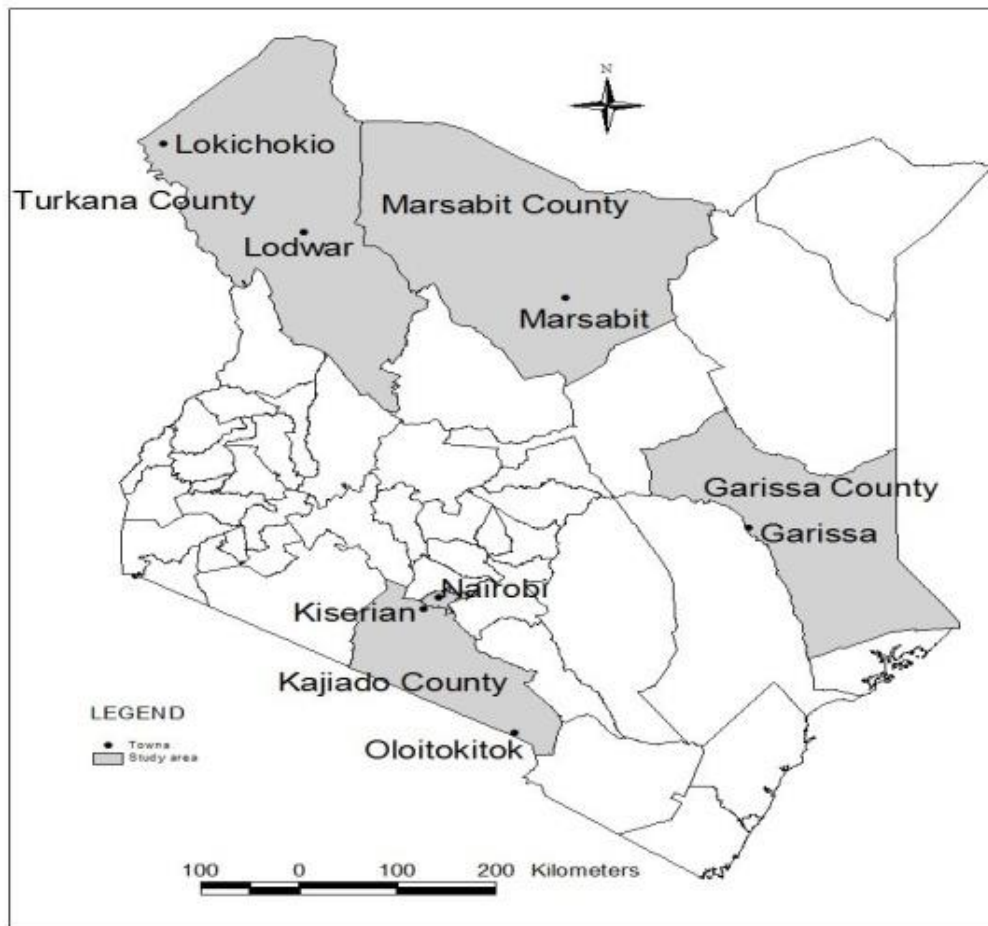 N
Lokichokio
Turkana County
Marsabit County
Lodwar
Marsabit
Garissa County
Garissa
Nairobi
Kiserian
Kajiado County
LEGEND
Towns
Study area
Oloitokitok
100 0 100 200 Kilometers